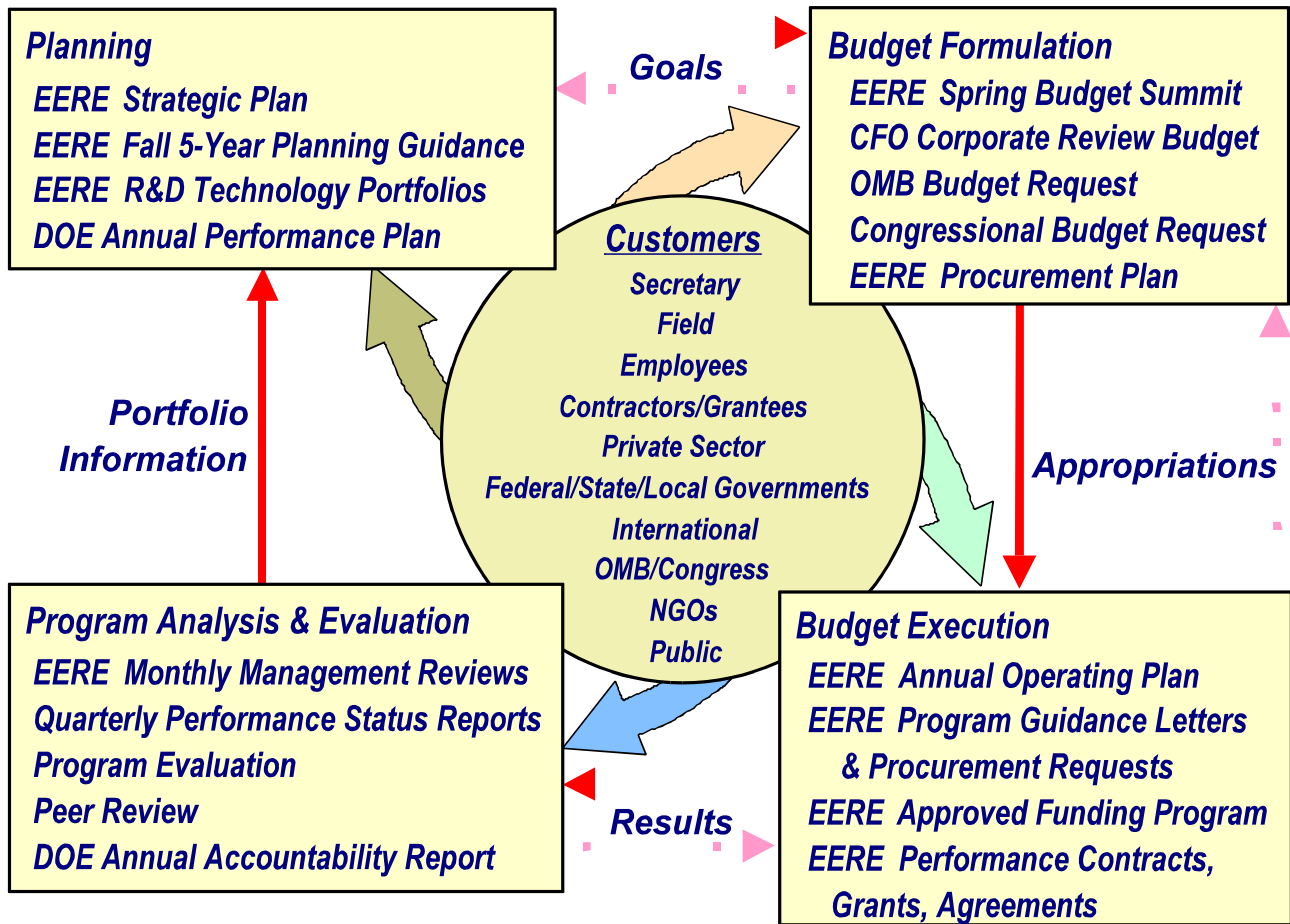 Planning
EERE Strategic Plan
EERE Fall 5-Year Planning Guidance
EERE R&D Technology Portfolios
DOE Annual Performance Plan
Goals
Budget Formulation
EERE Spring Budget Summit
CFO Corporate Review Budget
OMB Budget Request
Congressional Budget Request
EERE Procurement Plan
Customers
Secretary
Field
Employees
Contractors/Grantees
Private Sector
Federal/State/Local Governments
International
OMB/Congress
NGOs
Public
Portfolio
Information
Appropriations
Program Analysis & Evaluation
EERE Monthly Management Reviews
Quarterly Performance Status Reports
Program Evaluation
Peer Review
DOE Annual Accountability Report
Results
Budget Execution
EERE Annual Operating Plan
EERE Program Guidance Letters
& Procurement Requests
EERE Approved Funding Program
EERE Performance Contracts,
Grants, Agreements